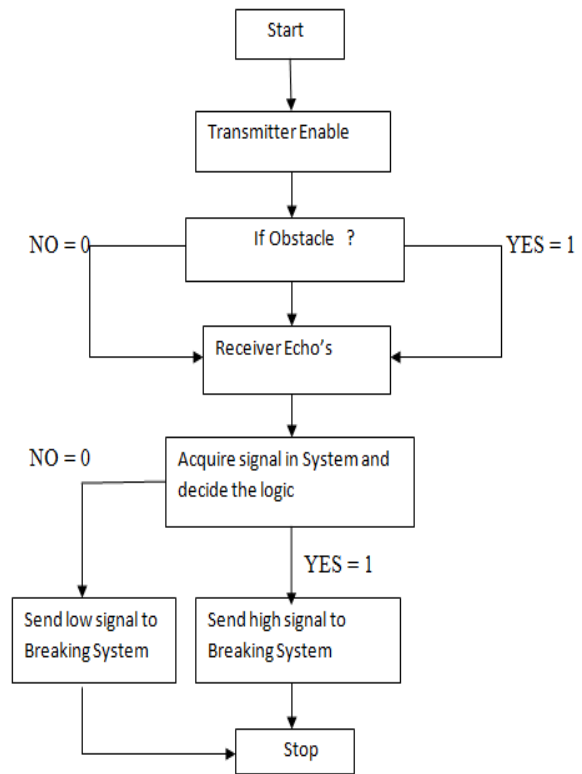 Start
Transmitter Enable
If Obstacle ?
NO = 0
YES = 1
Receiver Echo's
NO = 0
Acquire signal in System and
decide the logic
YES = 1
Send low signal to
Breaking System
Send high signal to
Breaking System
Stop